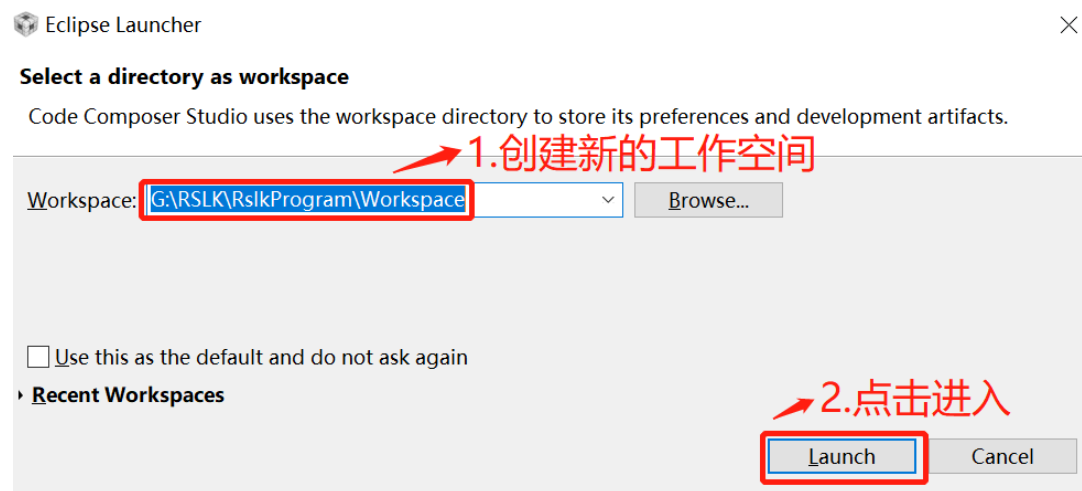 Eclipse Launcher
Select a directory as workspace
Code Composer Studio uses the workspace directory to store its preferences and development artifacts.
1.创建新的工作空间
Workspace: G:\RSLK\RslkProgram\Workspace Browse...
Use this as the default and do not ask again
Recent Workspaces
2.点击进入
Launch Cancel